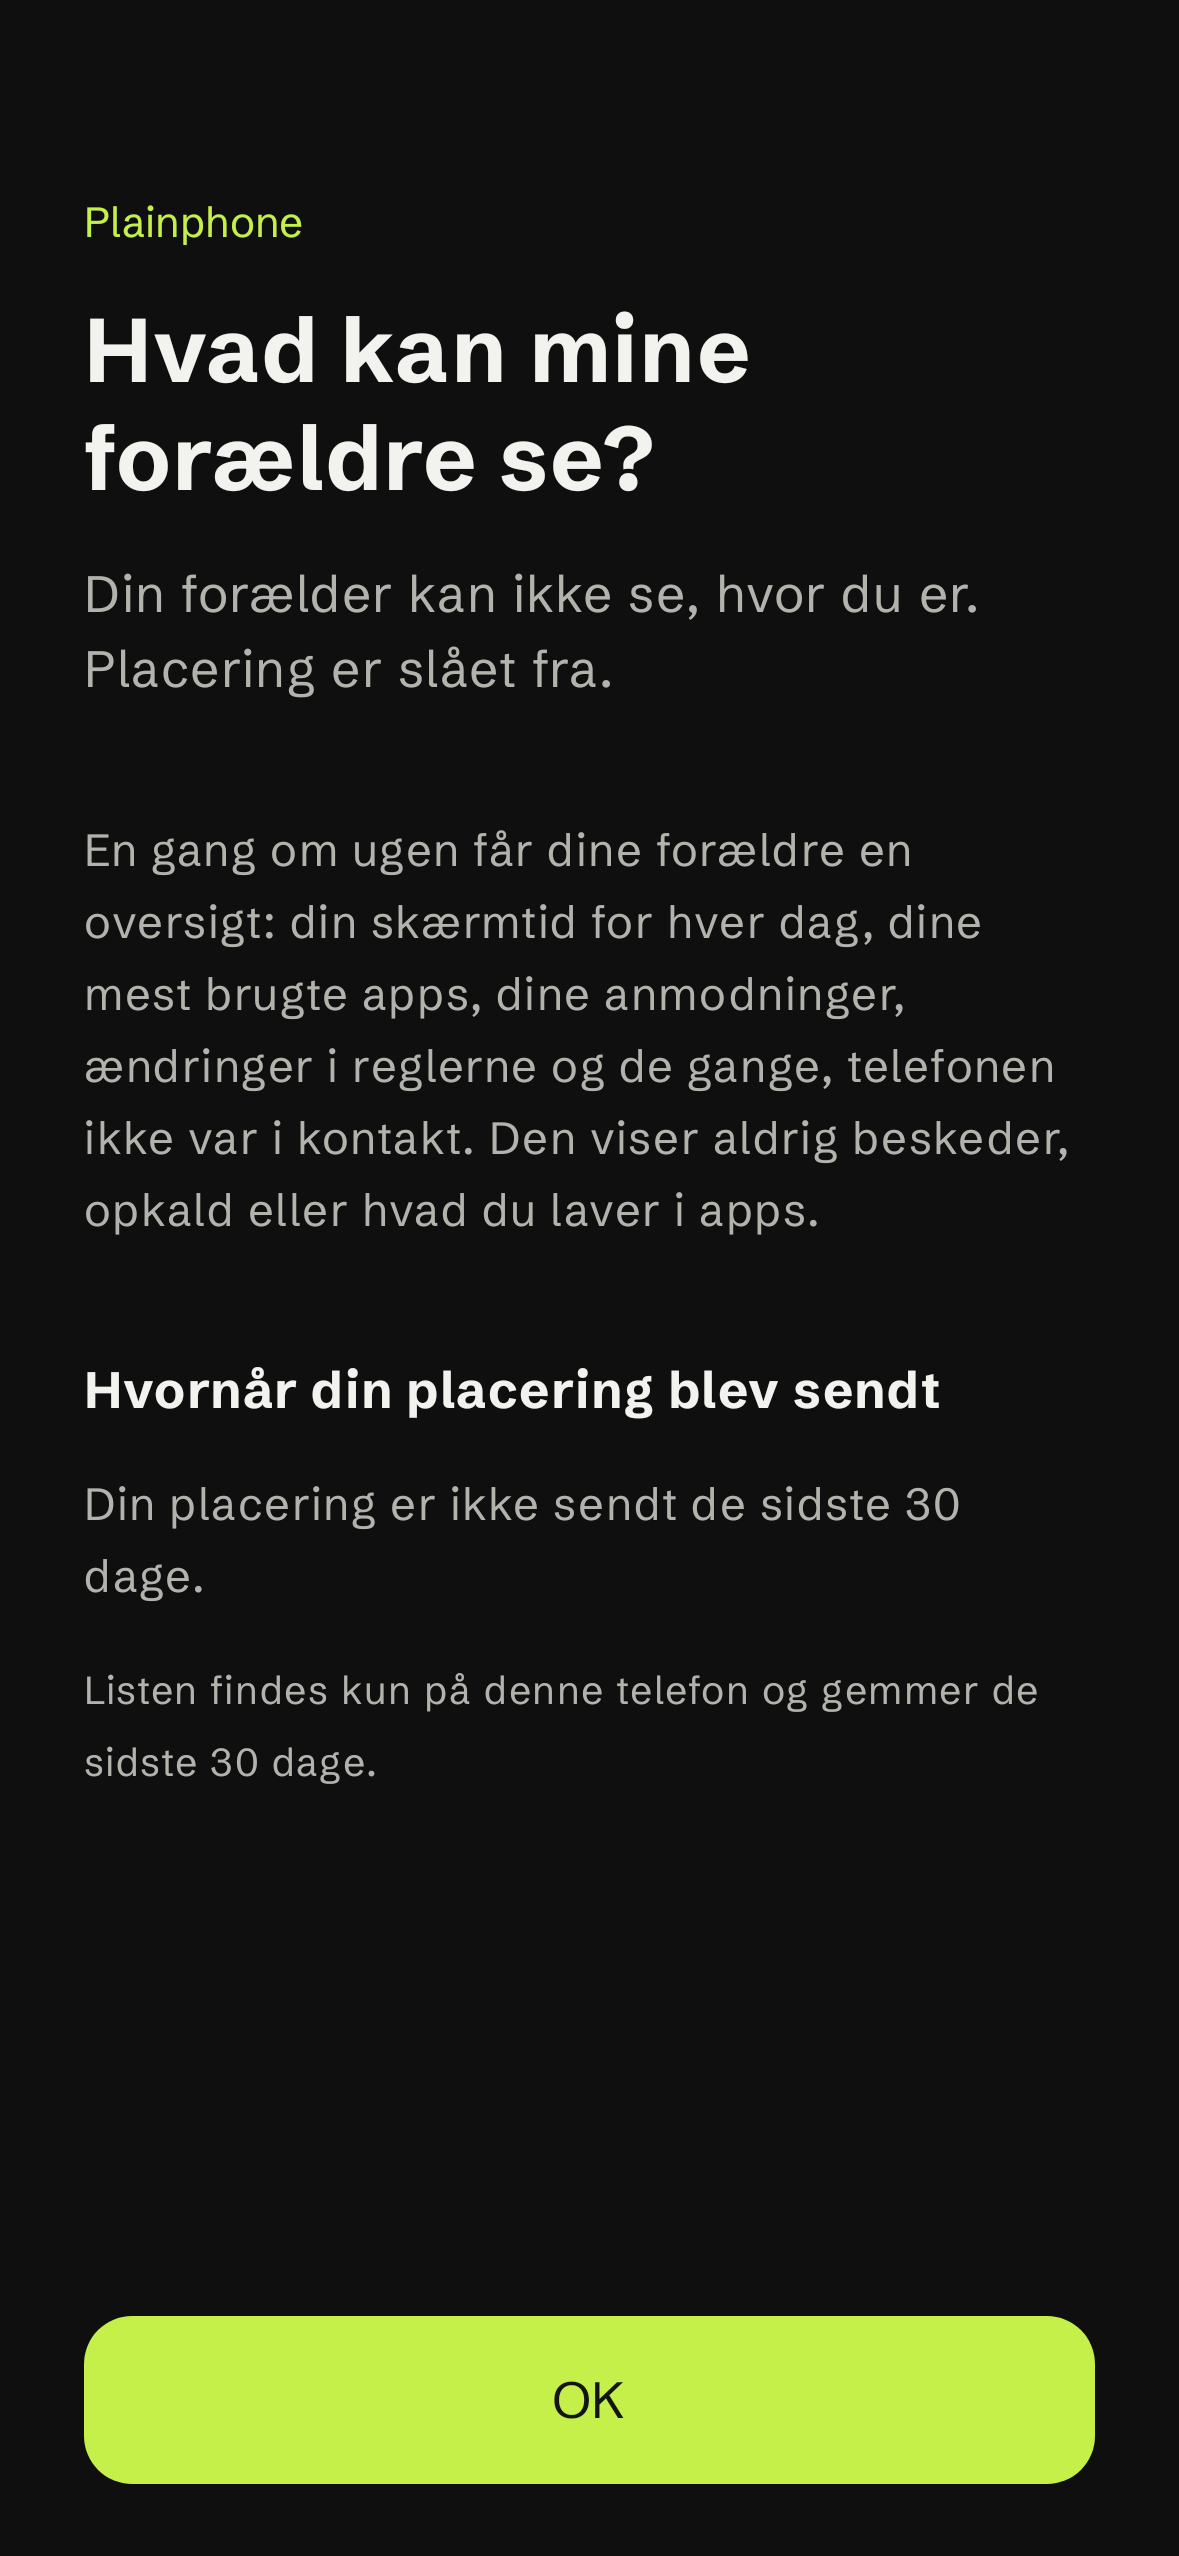 Plainphone
Hvad kan mine
forældre se?
Din forælder kan ikke se, hvor du er.
Placering er slået fra.
En gang om ugen får dine forældre en
oversigt: din skærmtid for hver dag, dine
mest brugte apps, dine anmodninger,
ændringer i reglerne og de gange, telefonen
ikke var i kontakt. Den viser aldrig beskeder,
opkald eller hvad du laver i apps.
Hvornår din placering blev sendt
Din placering er ikke sendt de sidste 30
dage.
Listen findes kun på denne telefon og gemmer de
sidste 30 dage.
OK